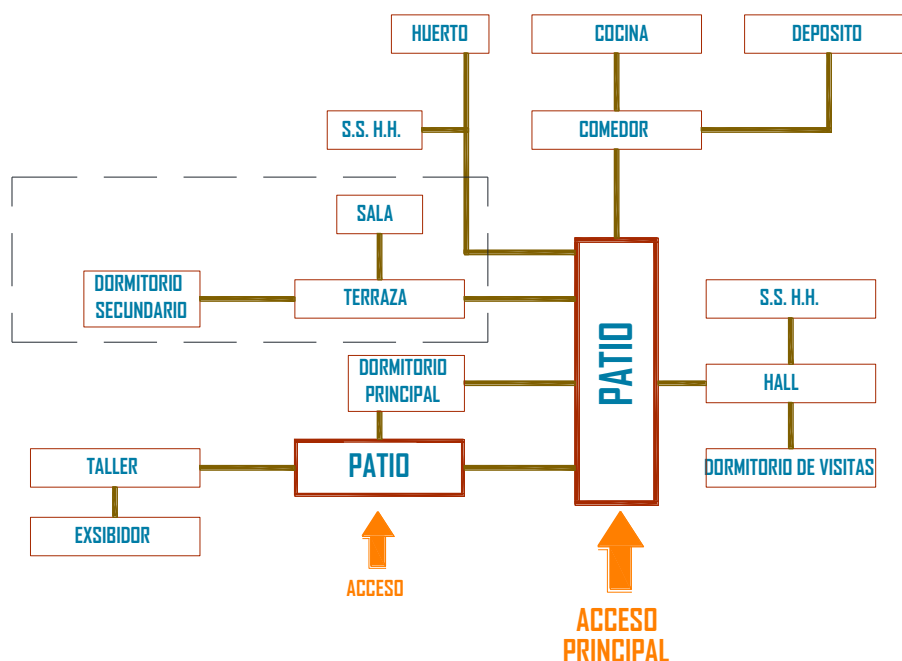 HUERTO
COCINA
DEPOSITO
S.S. H.H.
COMEDOR
SALA
DORMITORIO
SECUNDARIO
TERRAZA
S.S. H.H.
PATIO
DORMITORIO
PRINCIPAL
HALL
TALLER
PATIO
DORMITORIO DE VISITAS
EXSIBIDOR
ACCESO
ACCESO
PRINCIPAL